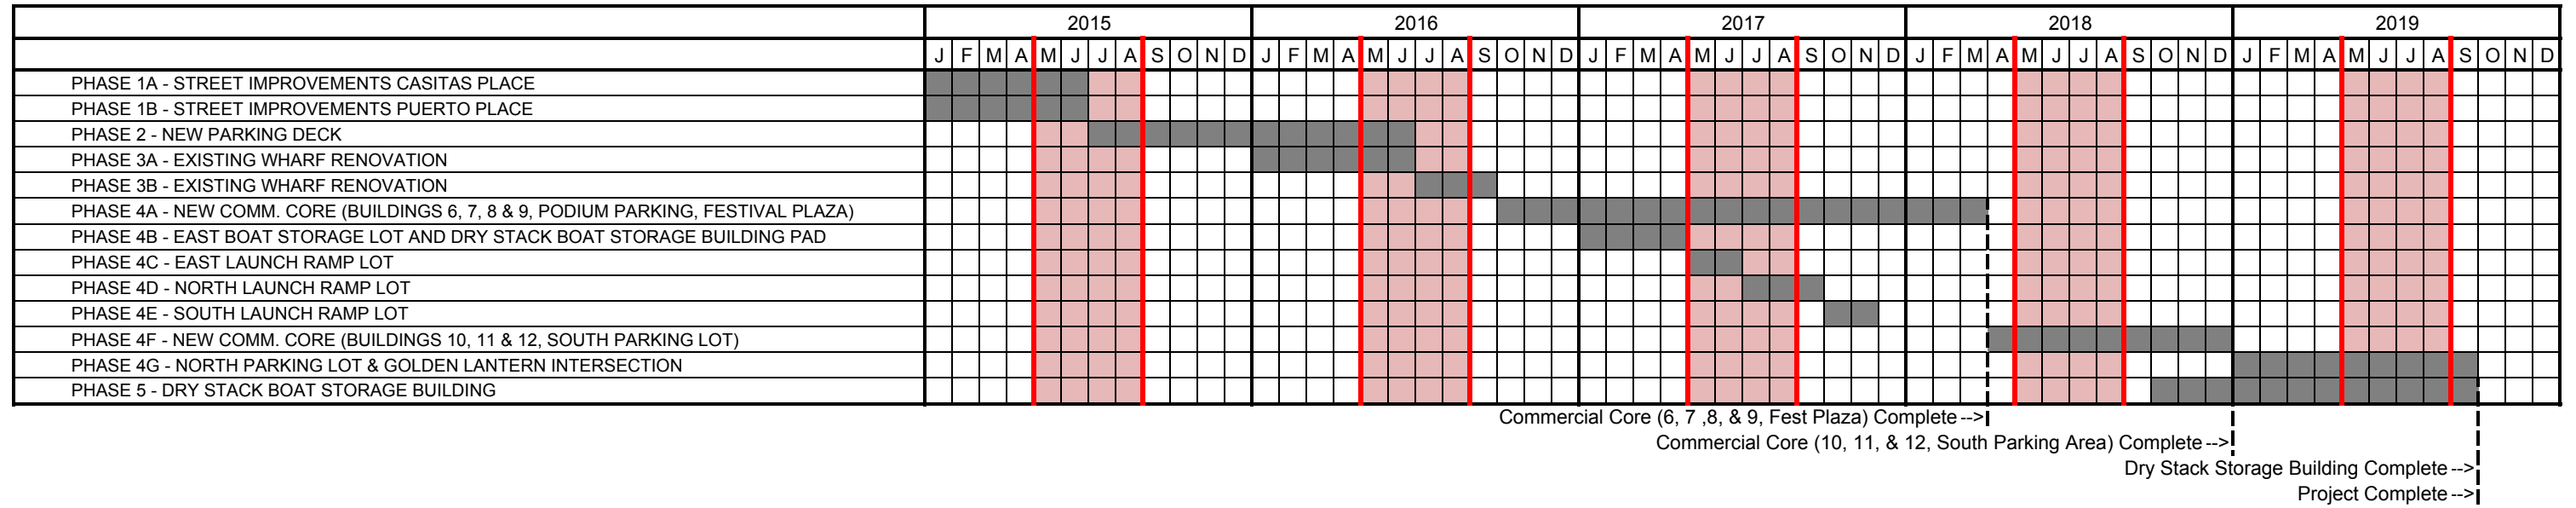 2015 2016 2017 2018 2019
J F M A M J J A S O N D J F M A M J J A S O N D J F M A M J J A S O N D J F M A M J J A S O N D J F M A M J J A S O N D
PHASE 1A - STREET IMPROVEMENTS CASITAS PLACE
PHASE 1B - STREET IMPROVEMENTS PUERTO PLACE
PHASE 2 - NEW PARKING DECK
PHASE 3A - EXISTING WHARF RENOVATION
PHASE 3B - EXISTING WHARF RENOVATION
PHASE 4A - NEW COMM. CORE (BUILDINGS 6, 7, 8 & 9, PODIUM PARKING, FESTIVAL PLAZA)
PHASE 4B - EAST BOAT STORAGE LOT AND DRY STACK BOAT STORAGE BUILDING PAD
PHASE 4C - EAST LAUNCH RAMP LOT
PHASE 4D - NORTH LAUNCH RAMP LOT
PHASE 4E - SOUTH LAUNCH RAMP LOT
PHASE 4F - NEW COMM. CORE (BUILDINGS 10, 11 & 12, SOUTH PARKING LOT)
PHASE 4G - NORTH PARKING LOT & GOLDEN LANTERN INTERSECTION
PHASE 5 - DRY STACK BOAT STORAGE BUILDING
Commercial Core (6, 7 ,8, & 9, Fest Plaza) Complete -->
Commercial Core (10, 11, & 12, South Parking Area) Complete -->
Dry Stack Storage Building Complete -->
Project Complete -->